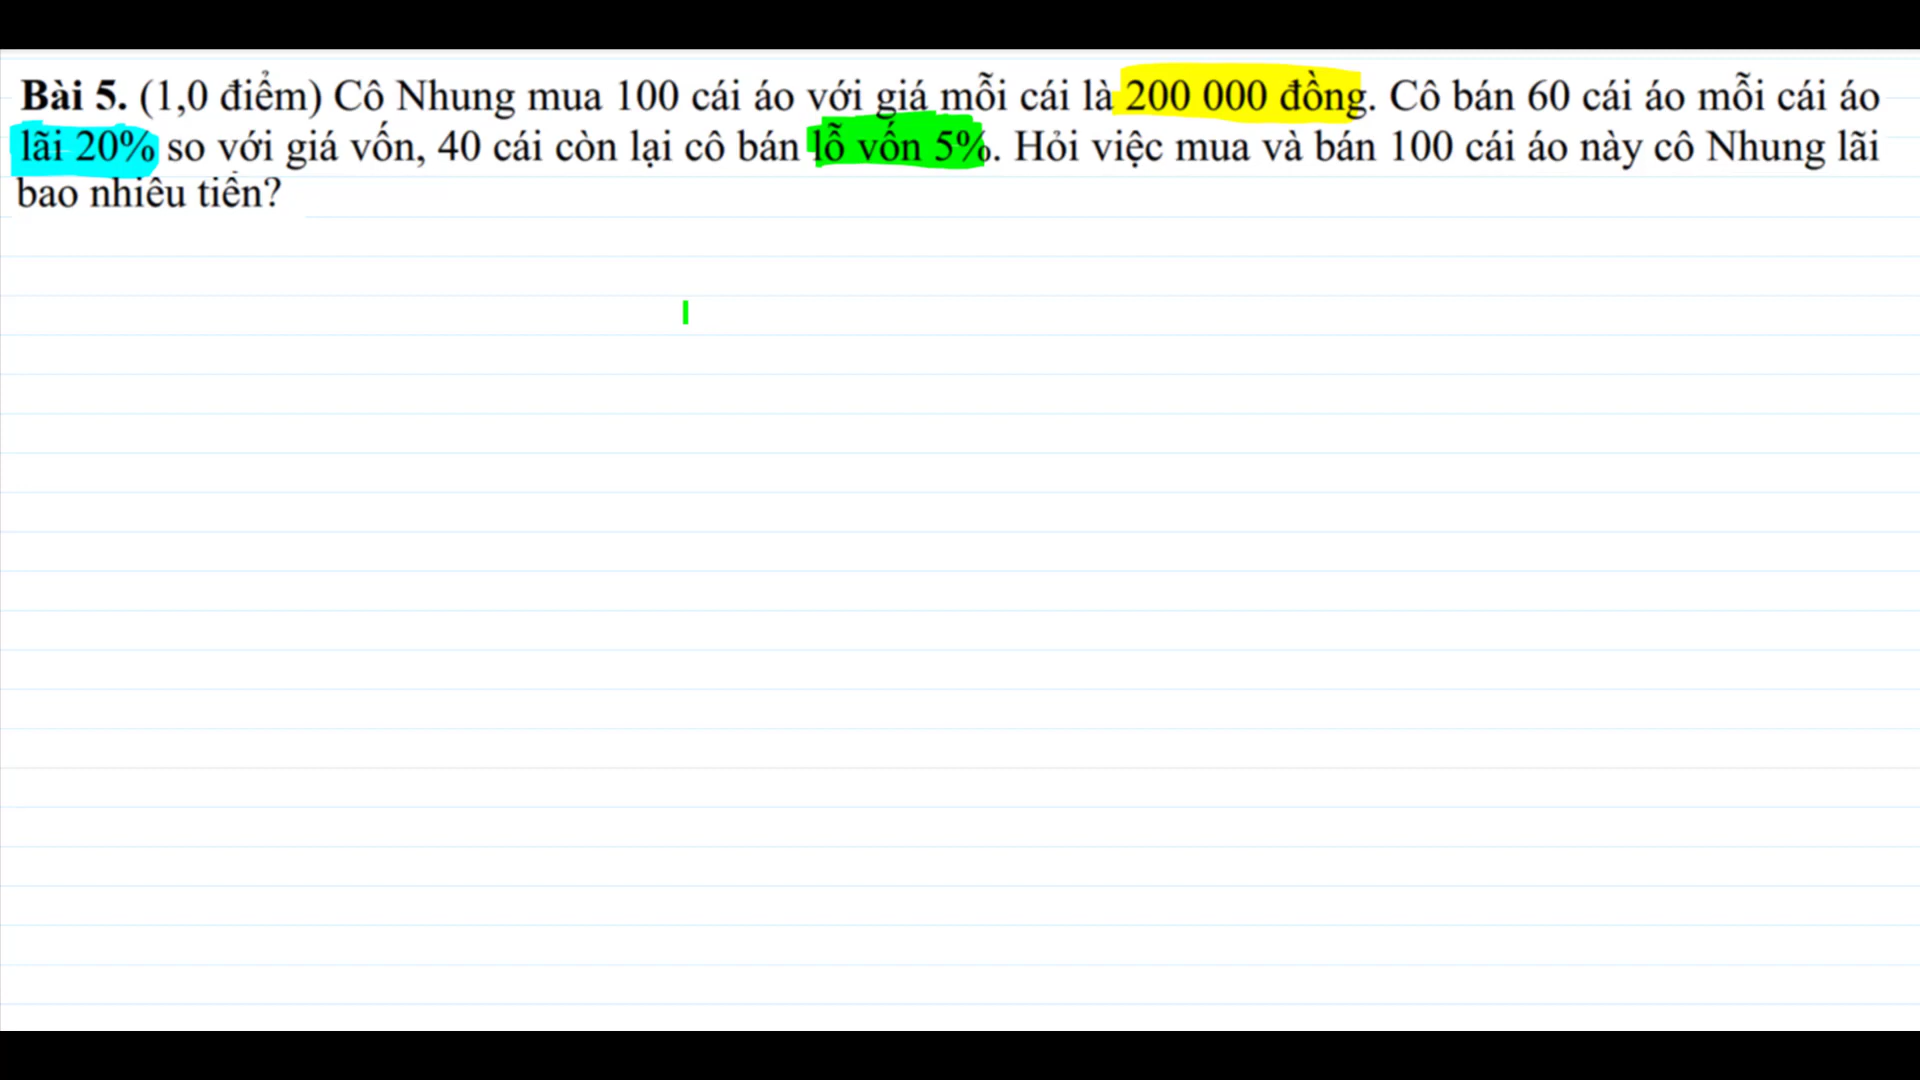 Bài 5. (1,0 điểm) Cô Nhung mua 100 cái áo với giá mỗi cái là 200 000 đồng. Cô bán 60 cái áo mỗi cái áo
lãi 20% so với giá vốn, 40 cái còn lại cô bán lỗ vốn 5%. Hỏi việc mua và bán 100 cái áo này cô Nhung lãi
bao nhiêu tiền?